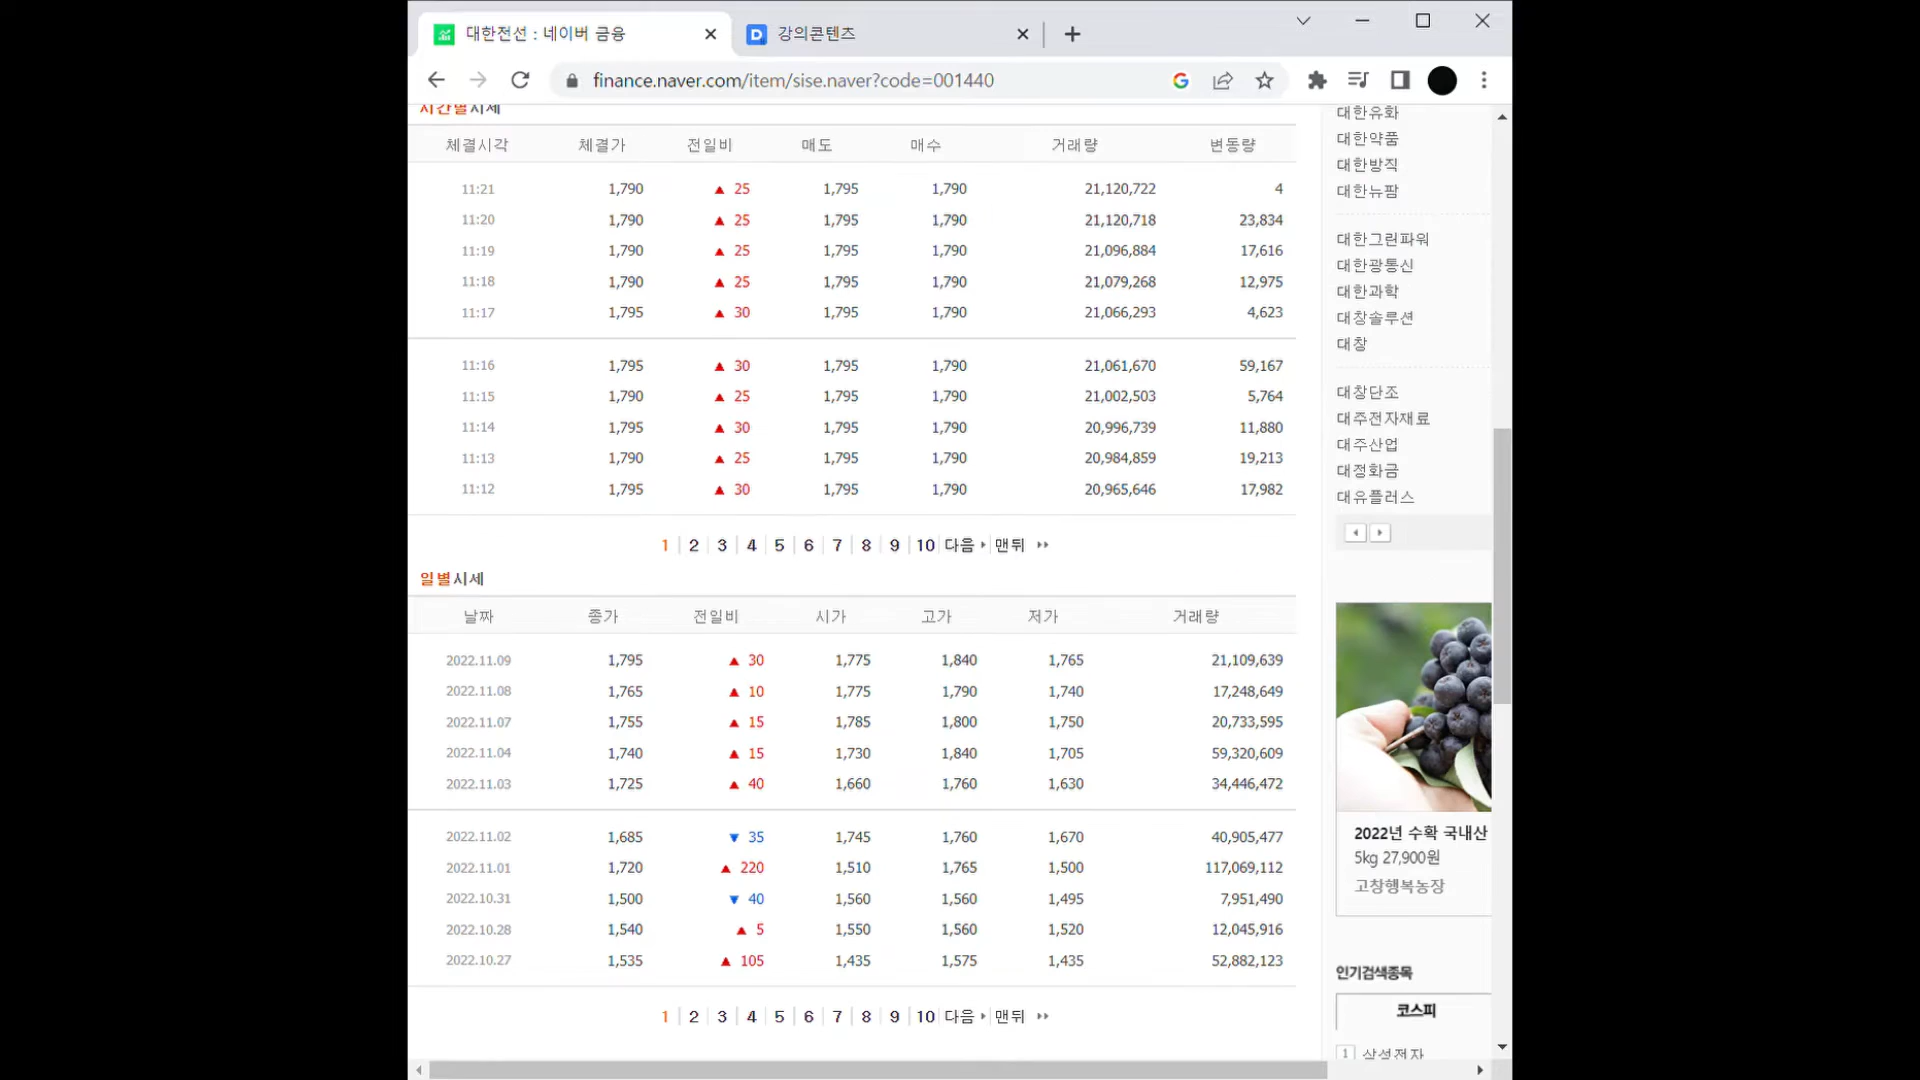 대한전선 : 네이버 금융
강의콘텐츠
finance.naver.com/item/sise.naver?code=001440
시간별시세
체결시각 체결가 전일비 매도 매수 거래량 변동량
11:21 1,790 ▲ 25 1,795 1,790 21,120,722 4
11:20 1,790 ▲ 25 1,795 1,790 21,120,718 23,834
11:19 1,790 ▲ 25 1,795 1,790 21,096,884 17,616
11:18 1,790 ▲ 25 1,795 1,790 21,079,268 12,975
11:17 1,795 ▲ 30 1,795 1,790 21,066,293 4,623
11:16 1,795 ▲ 30 1,795 1,790 21,061,670 59,167
11:15 1,790 ▲ 25 1,795 1,790 21,002,503 5,764
11:14 1,795 ▲ 30 1,795 1,790 20,996,739 11,880
11:13 1,790 ▲ 25 1,795 1,790 20,984,859 19,213
11:12 1,795 ▲ 30 1,795 1,790 20,965,646 17,982
1 2 3 4 5 6 7 8 9 10 다음 맨뒤
일별시세
날짜 종가 전일비 시가 고가 저가 거래량
2022.11.09 1,795 ▲ 30 1,775 1,840 1,765 21,109,639
2022.11.08 1,765 ▲ 10 1,775 1,790 1,740 17,248,649
2022.11.07 1,755 ▲ 15 1,785 1,800 1,750 20,733,595
2022.11.04 1,740 ▲ 15 1,730 1,840 1,705 59,320,609
2022.11.03 1,725 ▲ 40 1,660 1,760 1,630 34,446,472
2022.11.02 1,685 ▼ 35 1,745 1,760 1,670 40,905,477
2022.11.01 1,720 ▲ 220 1,510 1,765 1,500 117,069,112
2022.10.31 1,500 ▼ 40 1,560 1,560 1,495 7,951,490
2022.10.28 1,540 ▲ 5 1,550 1,560 1,520 12,045,916
2022.10.27 1,535 ▲ 105 1,435 1,575 1,435 52,882,123
1 2 3 4 5 6 7 8 9 10 다음 맨뒤
대한유화
대한약품
대한방직
대한뉴팜
대한그린파워
대한광통신
대한과학
대창솔루션
대창
대창단조
대주전자재료
대주산업
대정화금
대유플러스
2022년 수확 국내산
5kg 27,900원
고창행복농장
인기검색종목
코스피
1 삼성전자